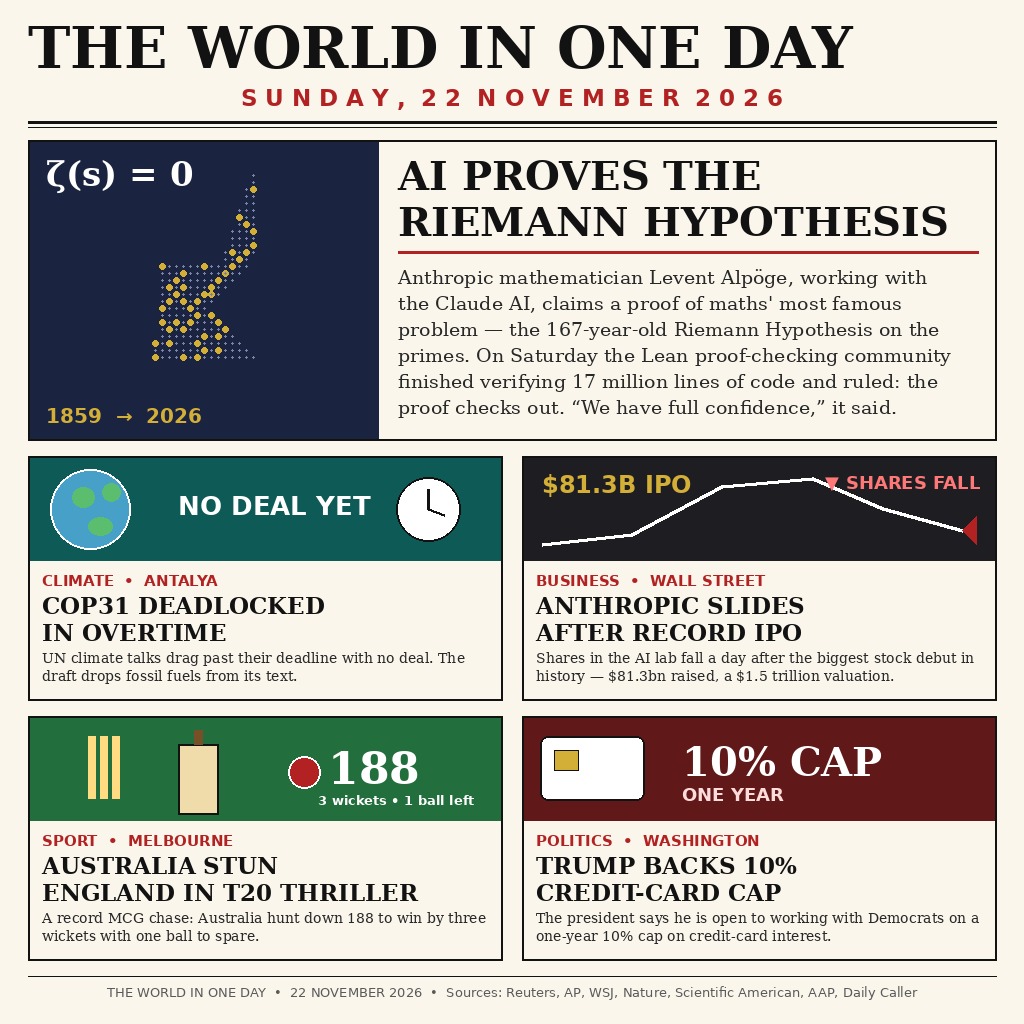 THE WORLD IN ONE DAY
SUNDAY, 22 NOVEMBER 2026
ζ(s) = 0
1859 → 2026
AI PROVES THE
RIEMANN HYPOTHESIS
Anthropic mathematician Levent Alpöge, working with
the Claude AI, claims a proof of maths' most famous
problem — the 167-year-old Riemann Hypothesis on the
primes. On Saturday the Lean proof-checking community
finished verifying 17 million lines of code and ruled: the
proof checks out. “We have full confidence,” it said.
NO DEAL YET
CLIMATE • ANTALYA
COP31 DEADLOCKED
IN OVERTIME
UN climate talks drag past their deadline with no deal. The
draft drops fossil fuels from its text.
$81.3B IPO
▼ SHARES FALL
BUSINESS • WALL STREET
ANTHROPIC SLIDES
AFTER RECORD IPO
Shares in the AI lab fall a day after the biggest stock debut in
history — $81.3bn raised, a $1.5 trillion valuation.
188
3 wickets • 1 ball left
SPORT • MELBOURNE
AUSTRALIA STUN
ENGLAND IN T20 THRILLER
A record MCG chase: Australia hunt down 188 to win by three
wickets with one ball to spare.
10% CAP
ONE YEAR
POLITICS • WASHINGTON
TRUMP BACKS 10%
CREDIT-CARD CAP
The president says he is open to working with Democrats on a
one-year 10% cap on credit-card interest.
THE WORLD IN ONE DAY • 22 NOVEMBER 2026 • Sources: Reuters, AP, WSJ, Nature, Scientific American, AAP, Daily Caller